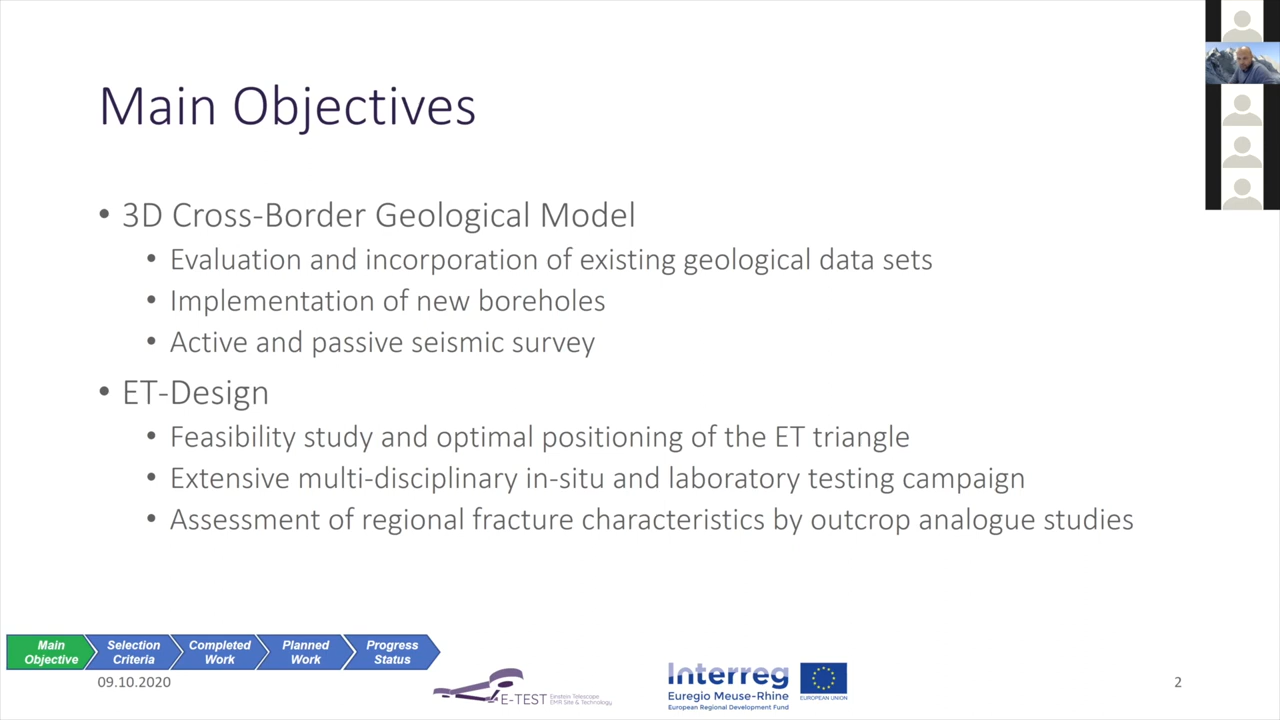 Main Objectives
• 3D Cross-Border Geological Model
• Evaluation and incorporation of existing geological data sets
• Implementation of new boreholes
• Active and passive seismic survey
• ET-Design
• Feasibility study and optimal positioning of the ET triangle
• Extensive multi-disciplinary in-situ and laboratory testing campaign
• Assessment of regional fracture characteristics by outcrop analogue studies
Main
Objective
Selection
Criteria
Completed
Work
Planned
Work
Progress
Status
09.10.2020
E-TEST
Einstein Telescope
EMR Site & Technology
Interreg
Euregio Meuse-Rhine
European Regional Development Fund
EUROPEAN UNION
2